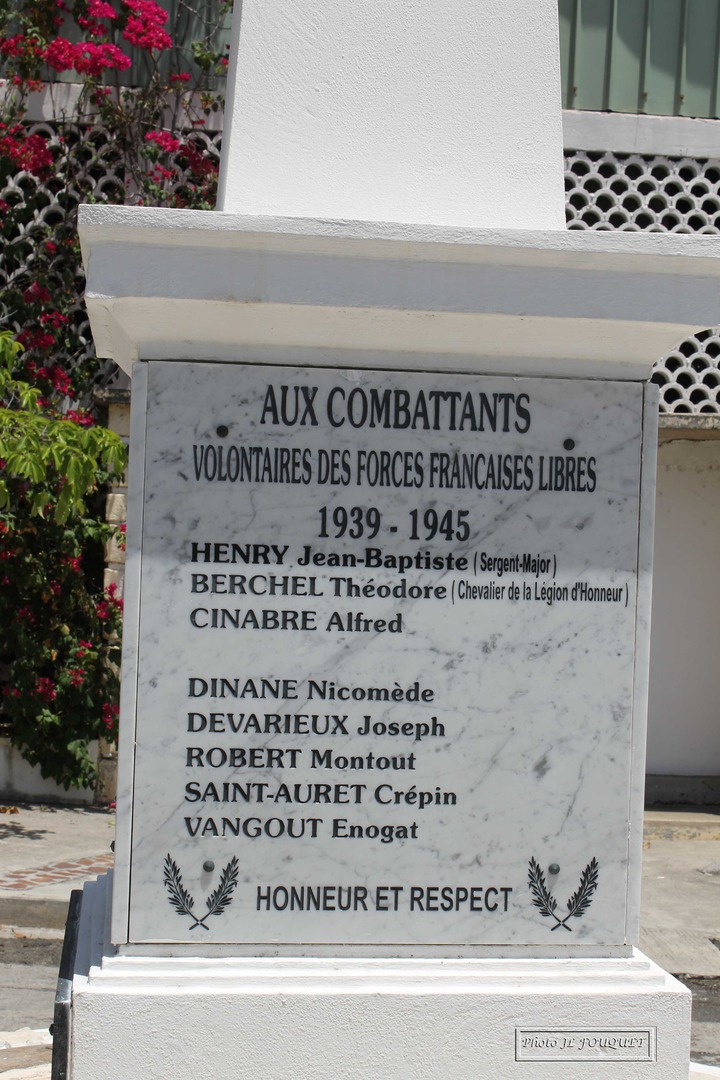 AUX COMBATTANTS
VOLONTAIRES DES FORCES FRANCAISES LIBRES
1939 - 1945
HENRY Jean-Baptiste ( Sergent-Major )
BERCHEL Théodore ( Chevalier de la Légion d'Honneur )
CINABRE Alfred
DINANE Nicomède
DEVARIEUX Joseph
ROBERT Montout
SAINT-AURET Crépin
VANGOUT Enogat
HONNEUR ET RESPECT
Photo JL FOUQUET